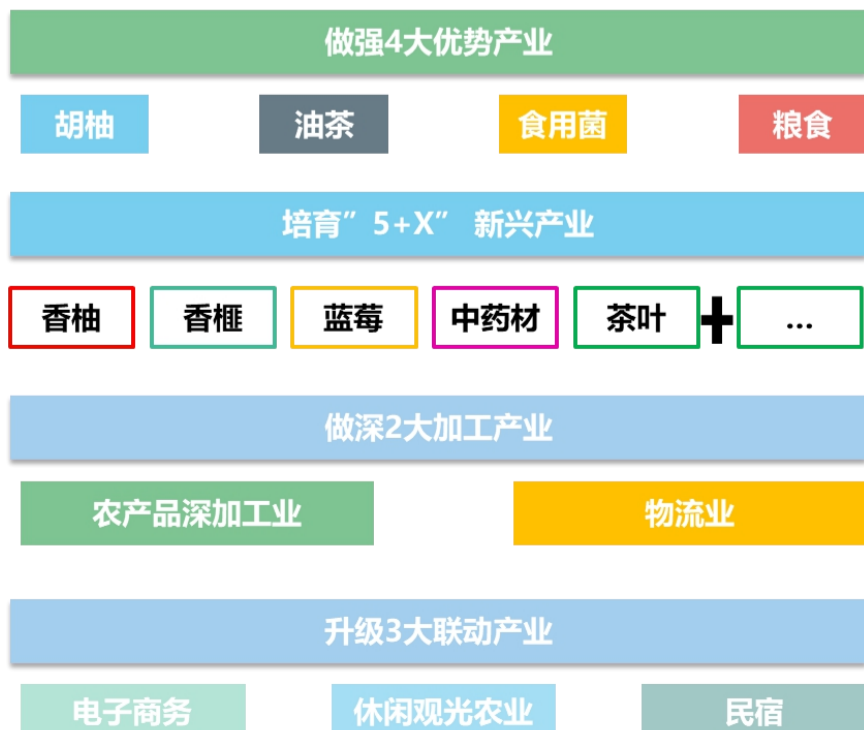 做强4大优势产业
胡柚 油茶 食用菌 粮食
培育”5+X” 新兴产业
香柚 香榧 蓝莓 中药材 茶叶 + ...
做深2大加工产业
农产品深加工业 物流业
升级3大联动产业
电子商务 休闲观光农业 民宿